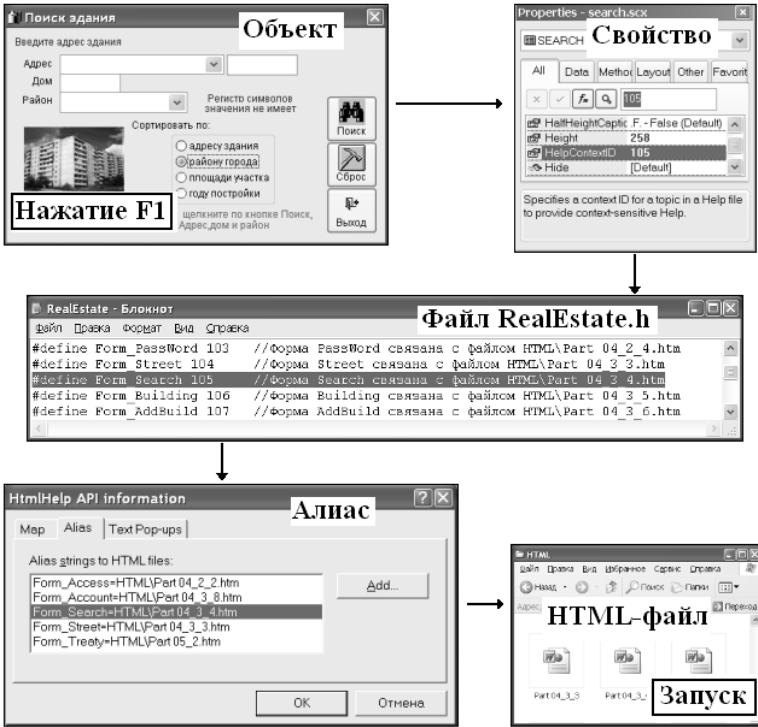 Поиск здания
Объект
Введите адрес здания
Адрес
Дом
Район
Регистр символов
значения не имеет
Сортировать по:
адресу здания
району города
площади участка
году постройки
Поиск
Сброс
Выход
Нажатие F1
щелкните по кнопке Поиск,
Адрес,дом и район
Properties - search.scx
SEARCH
Свойство
All Data Method Layout Other Favorit
105
HalfHeightCaptic .F. - False (Default)
Height 258
HelpContextID 105
Hide [Default]
Specifies a context ID for a topic in a Help file
to provide context-sensitive Help.
RealEstate - Блокнот
Файл RealEstate.h
Файл Правка Формат Вид Справка
#define Form_PassWord 103 //Форма PassWord связана с файлом HTML\Part 04_2_4.htm
#define Form_Street 104 //Форма Street связана с файлом HTML\Part 04_3_3.htm
#define Form_Search 105 //Форма Search связана с файлом HTML\Part 04_3_4.htm
#define Form_Building 106 //Форма Building связана с файлом HTML\Part 04_3_5.htm
#define Form_AddBuild 107 //Форма AddBuild связана с файлом HTML\Part 04_3_6.htm
HtmlHelp API information
Алиас
Map Alias Text Pop-ups
Alias strings to HTML files:
Form_Access=HTML\Part 04_2_2.htm
Form_Account=HTML\Part 04_3_8.htm
Form_Search=HTML\Part 04_3_4.htm
Form_Street=HTML\Part 04_3_3.htm
Form_Treaty=HTML\Part 05_2.htm
Add...
OK Отмена
HTML
Файл Правка Вид Избранное Сервис Справка
Назад Поиск Папки
Адрес Переход
HTML-файл
Part 04_3_3 Part 04_3_
Запуск